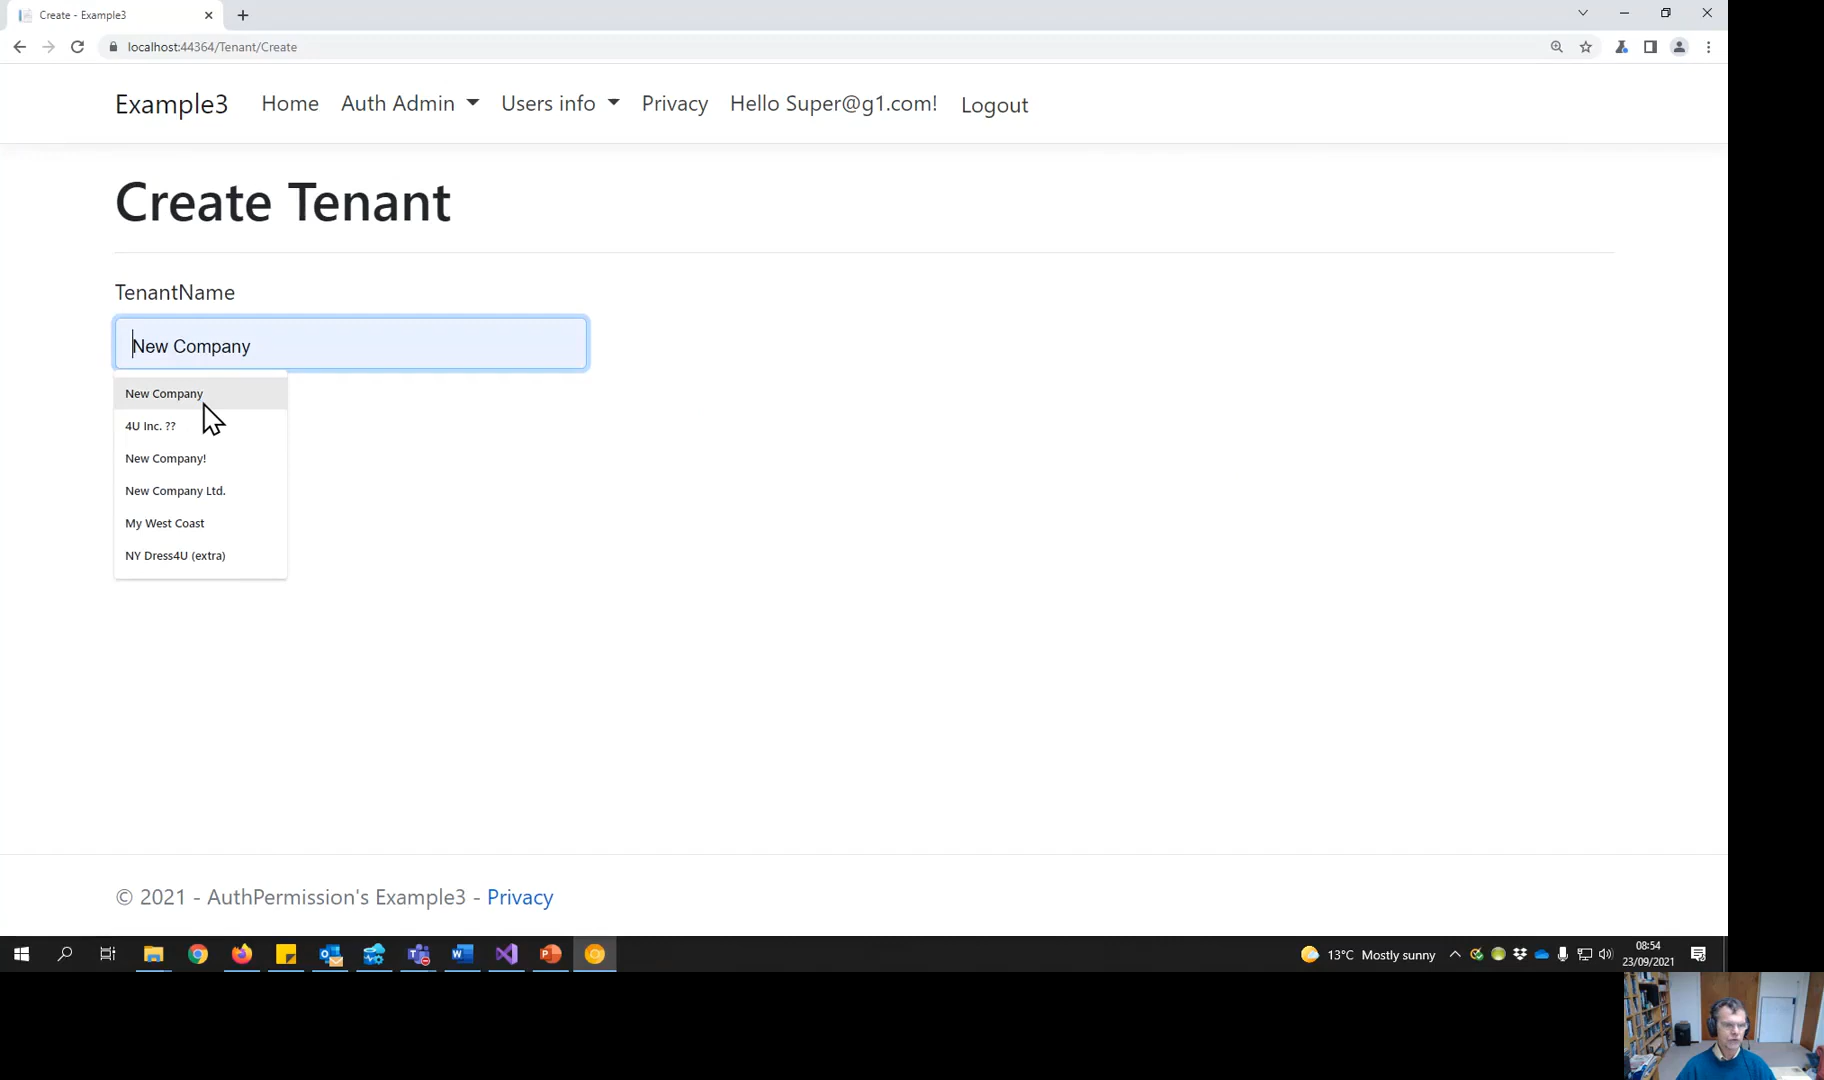 Create - Example3
localhost:44364/Tenant/Create
Example3 Home Auth Admin Users info Privacy Hello Super@g1.com! Logout
Create Tenant
TenantName
New Company
New Company
4U Inc. ??
New Company!
New Company Ltd.
My West Coast
NY Dress4U (extra)
© 2021 - AuthPermission's Example3 - Privacy
13°C Mostly sunny
08:54
23/09/2021